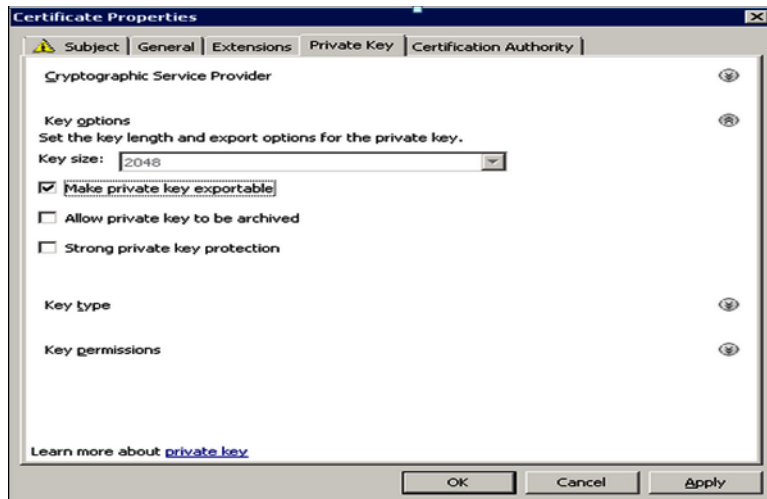 Certificate Properties
Subject General Extensions Private Key Certification Authority
Cryptographic Service Provider
Key options
Set the key length and export options for the private key.
Key size: 2048
Make private key exportable
Allow private key to be archived
Strong private key protection
Key type
Key permissions
Learn more about private key
OK Cancel Apply